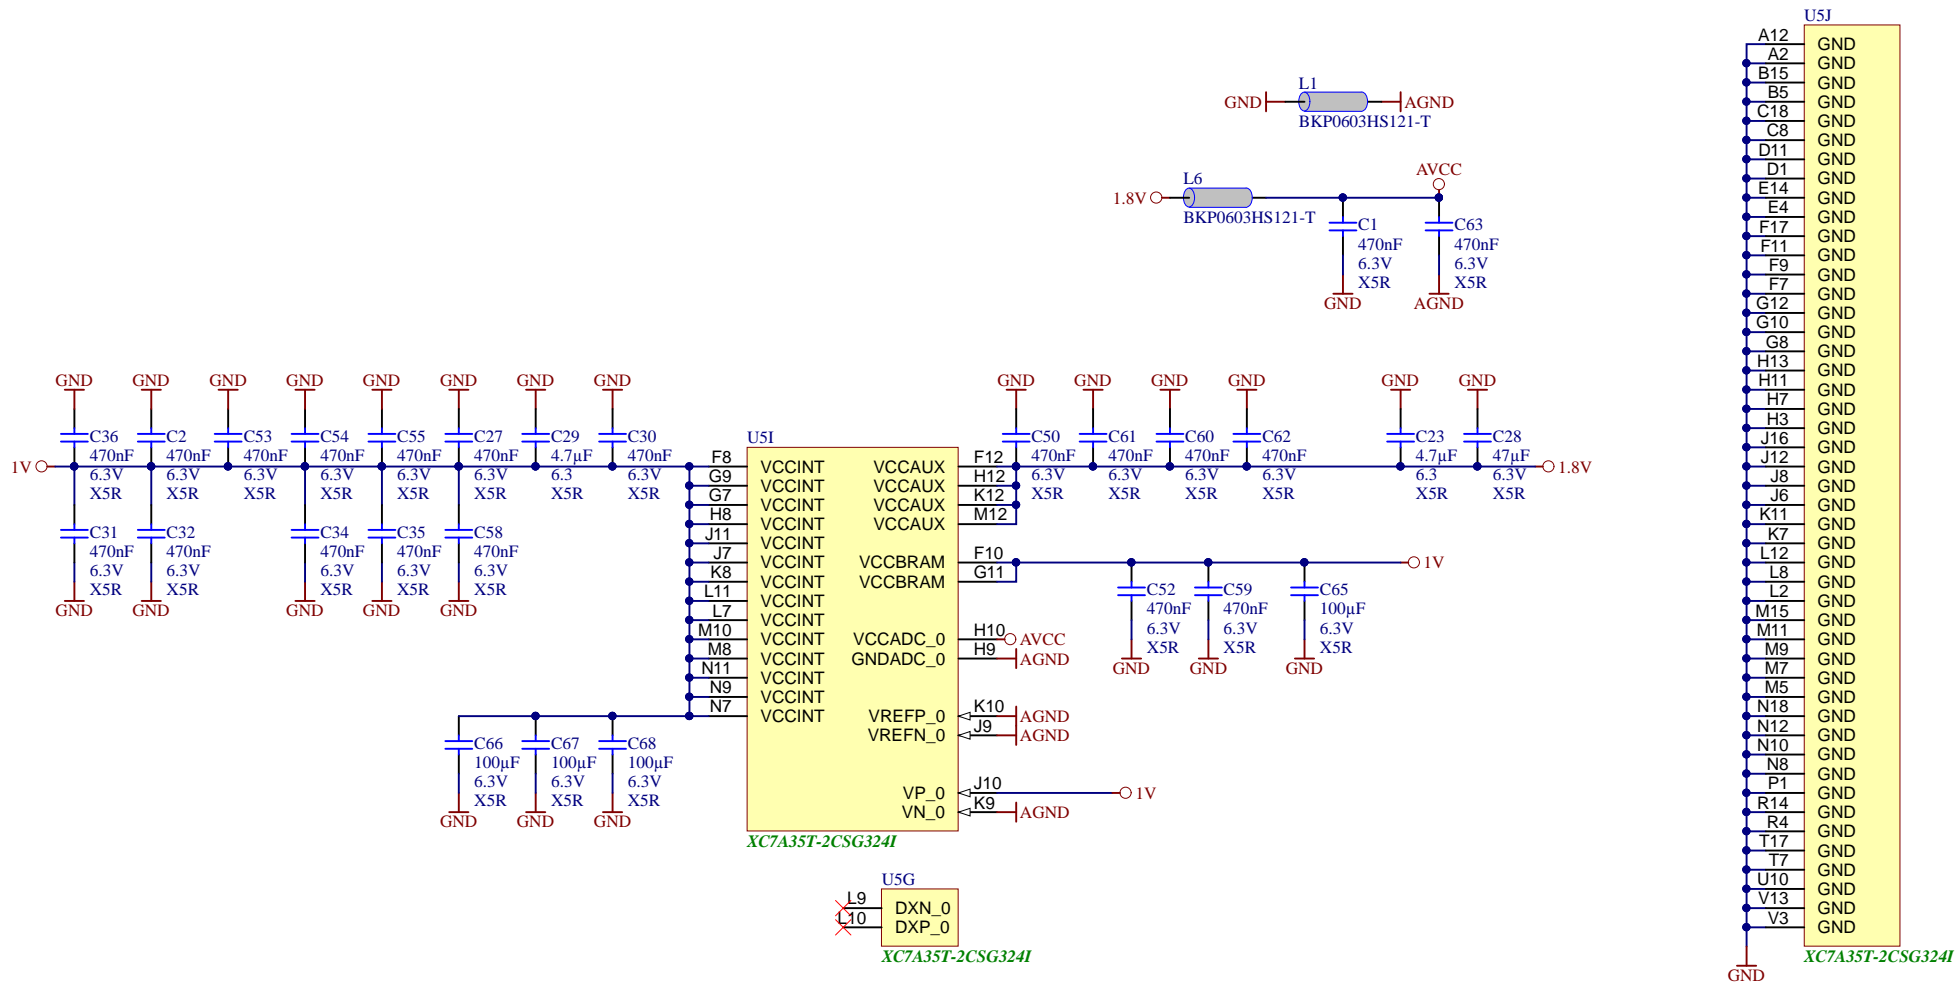 L1
GND
AGND
BKP0603HS121-T
AVCC
L6
1.8V
BKP0603HS121-T
C1
470nF
6.3V
X5R
GND
C63
470nF
6.3V
X5R
AGND
GND GND GND GND GND GND GND GND
1V
C36
470nF
6.3V
X5R
C2
470nF
6.3V
X5R
C53
470nF
6.3V
X5R
C54
470nF
6.3V
X5R
C55
470nF
6.3V
X5R
C27
470nF
6.3V
X5R
C29
4.7µF
6.3
X5R
C30
470nF
6.3V
X5R
C31
470nF
6.3V
X5R
GND
C32
470nF
6.3V
X5R
GND
C34
470nF
6.3V
X5R
GND
C35
470nF
6.3V
X5R
GND
C58
470nF
6.3V
X5R
GND
C66
100µF
6.3V
X5R
GND
C67
100µF
6.3V
X5R
GND
C68
100µF
6.3V
X5R
GND
U5I
F8 VCCINT
G9 VCCINT
G7 VCCINT
H8 VCCINT
J11 VCCINT
J7 VCCINT
K8 VCCINT
L11 VCCINT
L7 VCCINT
M10 VCCINT
M8 VCCINT
N11 VCCINT
N9 VCCINT
N7 VCCINT
VCCAUX F12
VCCAUX H12
VCCAUX K12
VCCAUX M12
VCCBRAM F10
VCCBRAM G11
VCCADC_0 H10 AVCC
GNDADC_0 H9 AGND
VREFP_0 K10 AGND
VREFN_0 J9 AGND
VP_0 J10 1V
VN_0 K9 AGND
XC7A35T-2CSG324I
GND GND GND GND GND GND
C50
470nF
6.3V
X5R
C61
470nF
6.3V
X5R
C60
470nF
6.3V
X5R
C62
470nF
6.3V
X5R
C23
4.7µF
6.3
X5R
C28
47µF
6.3V
X5R
1.8V
1V
C52
470nF
6.3V
X5R
GND
C59
470nF
6.3V
X5R
GND
C65
100µF
6.3V
X5R
GND
U5G
L9 DXN_0
L10 DXP_0
XC7A35T-2CSG324I
U5J
A12 GND
A2 GND
B15 GND
B5 GND
C18 GND
C8 GND
D11 GND
D1 GND
E14 GND
E4 GND
F17 GND
F11 GND
F9 GND
F7 GND
G12 GND
G10 GND
G8 GND
H13 GND
H11 GND
H7 GND
H3 GND
J16 GND
J12 GND
J8 GND
J6 GND
K11 GND
K7 GND
L12 GND
L8 GND
L2 GND
M15 GND
M11 GND
M9 GND
M7 GND
M5 GND
N18 GND
N12 GND
N10 GND
N8 GND
P1 GND
R14 GND
R4 GND
T17 GND
T7 GND
U10 GND
V13 GND
V3 GND
XC7A35T-2CSG324I
GND